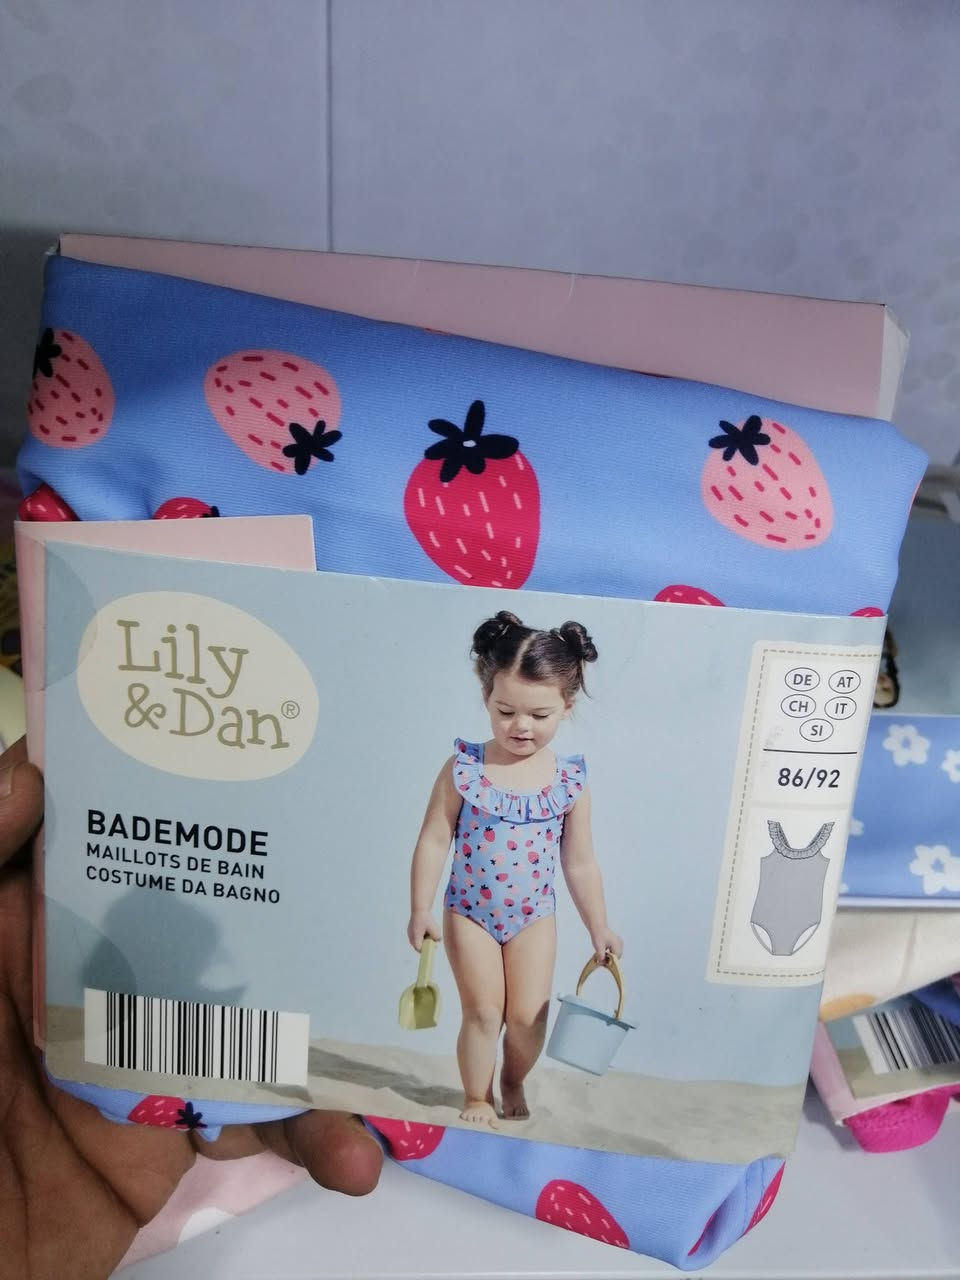 Lily
&Dan®
BADEMODE
MAILLOTS DE BAIN
COSTUME DA BAGNO
DE AT
CH IT
SI
86/92